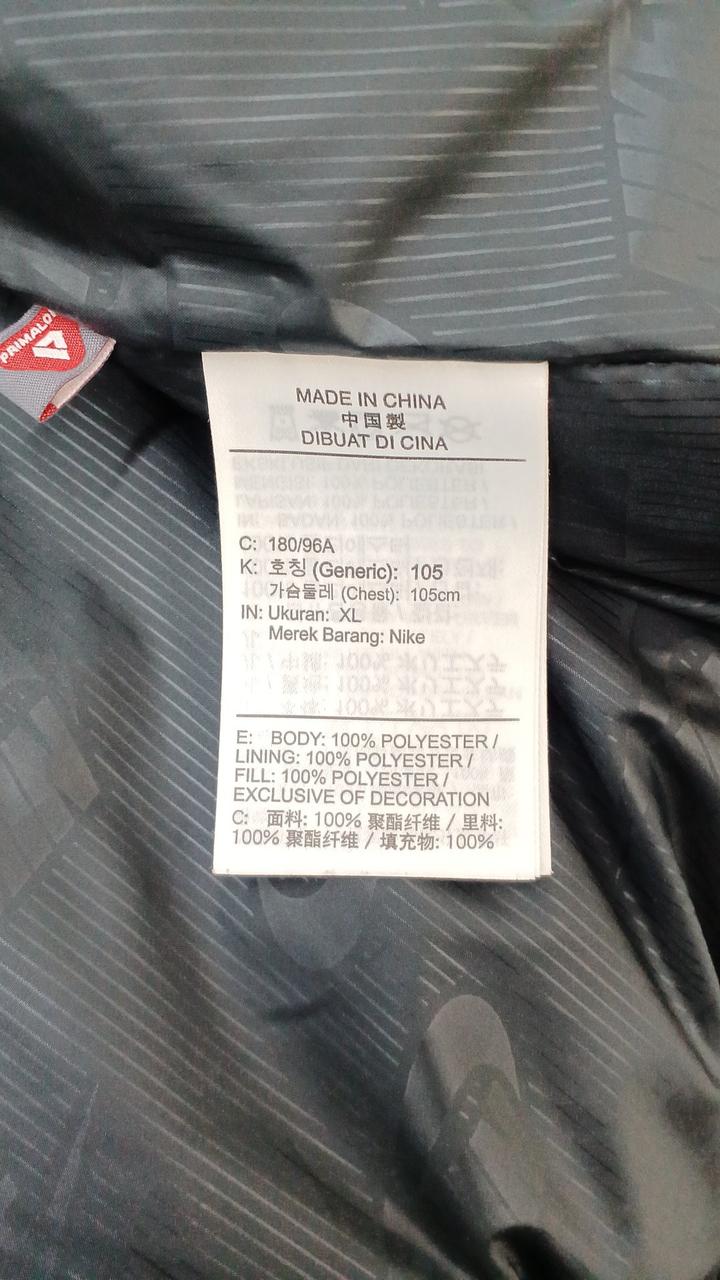 PRIMALO
MADE IN CHINA
中国製
DIBUAT DI CINA
C: 180/96A
K: 호칭 (Generic): 105
가슴둘레 (Chest): 105cm
IN: Ukuran: XL
Merek Barang: Nike
E: BODY: 100% POLYESTER /
LINING: 100% POLYESTER /
FILL: 100% POLYESTER /
EXCLUSIVE OF DECORATION
C: 面料: 100% 聚酯纤维 / 里料:
100% 聚酯纤维 / 填充物: 100%